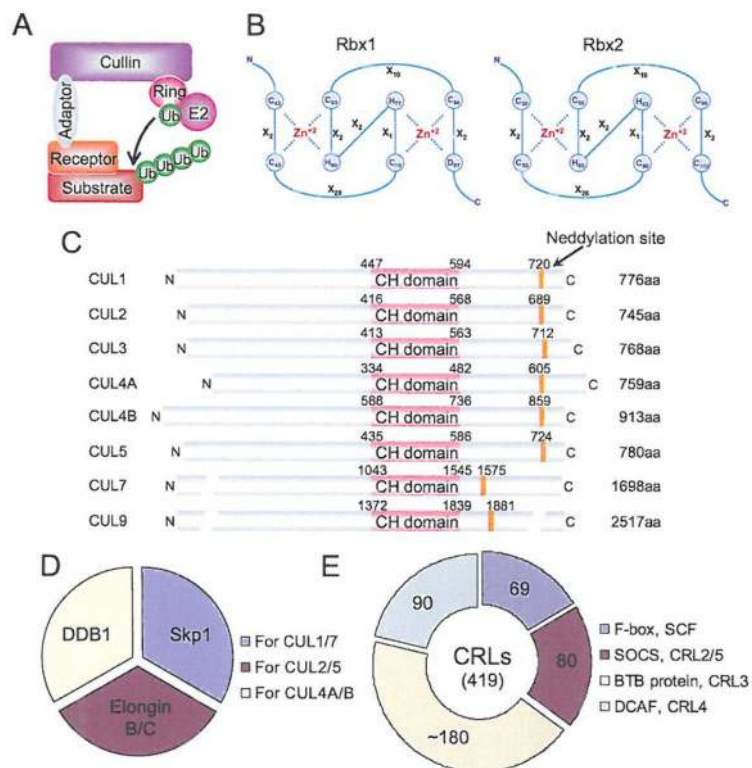 A
Cullin
Ring
Ub
E2
Adaptor
Receptor
Substrate
Ub
Ub
Ub
Ub
Ub
B
Rbx1
N
X₁₀
C₅₃
H₇₇
C₉₄
X₂
Zn⁺²
X₂
X₂
X₁
Zn⁺²
X₂
D₉₇
X₂₉
C
Rbx2
N
X₁₀
X₂
Zn⁺²
X₂
X₂
X₁
Zn⁺²
X₂
X₂₆
C
C
Neddylation site
CUL1 N 447 CH domain 594 720 C 776aa
CUL2 N 416 CH domain 568 689 C 745aa
CUL3 N 413 CH domain 563 712 C 768aa
CUL4A N 334 CH domain 482 605 C 759aa
CUL4B N 588 CH domain 736 859 C 913aa
CUL5 N 435 CH domain 586 724 C 780aa
CUL7 N 1043 CH domain 1545 1575 C 1698aa
CUL9 N 1372 CH domain 1839 1881 C 2517aa
D
DDB1
Skp1
Elongin
B/C
For CUL1/7
For CUL2/5
For CUL4A/B
E
90
69
80
~180
CRLs
(419)
F-box, SCF
SOCS, CRL2/5
BTB protein, CRL3
DCAF, CRL4